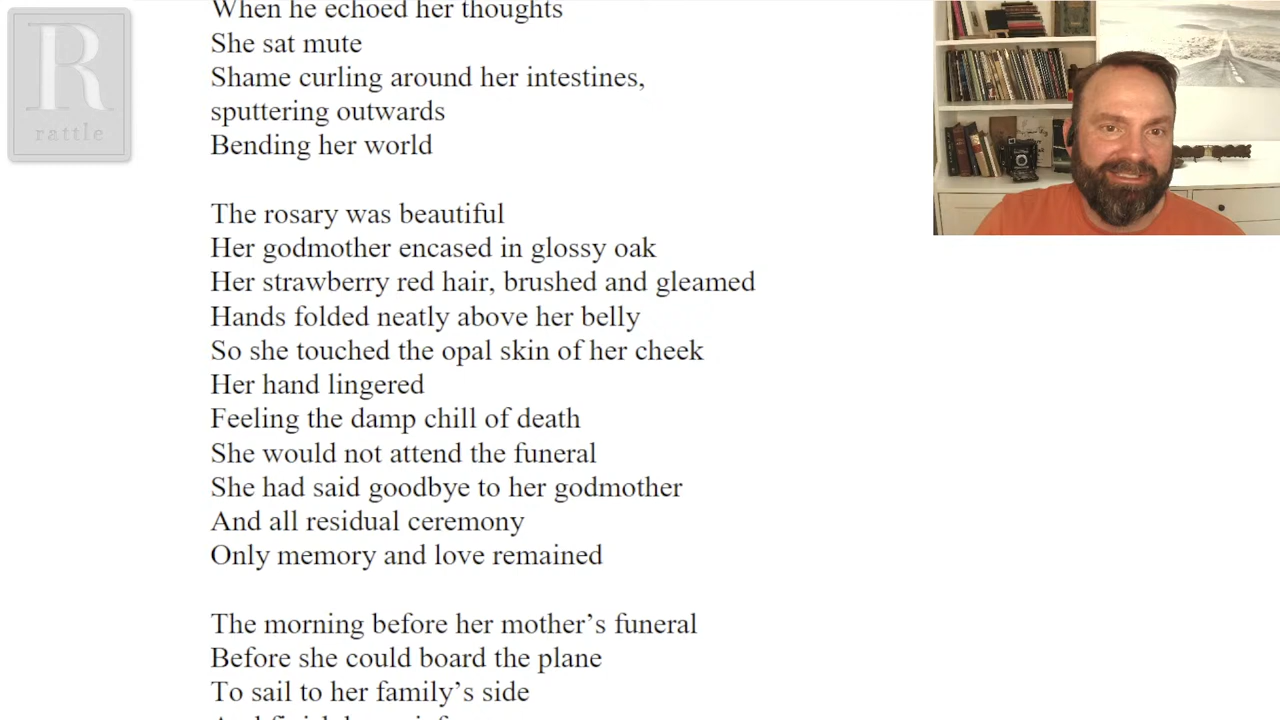 R
rattle
When he echoed her thoughts
She sat mute
Shame curling around her intestines,
sputtering outwards
Bending her world
The rosary was beautiful
Her godmother encased in glossy oak
Her strawberry red hair, brushed and gleamed
Hands folded neatly above her belly
So she touched the opal skin of her cheek
Her hand lingered
Feeling the damp chill of death
She would not attend the funeral
She had said goodbye to her godmother
And all residual ceremony
Only memory and love remained
The morning before her mother’s funeral
Before she could board the plane
To sail to her family’s side